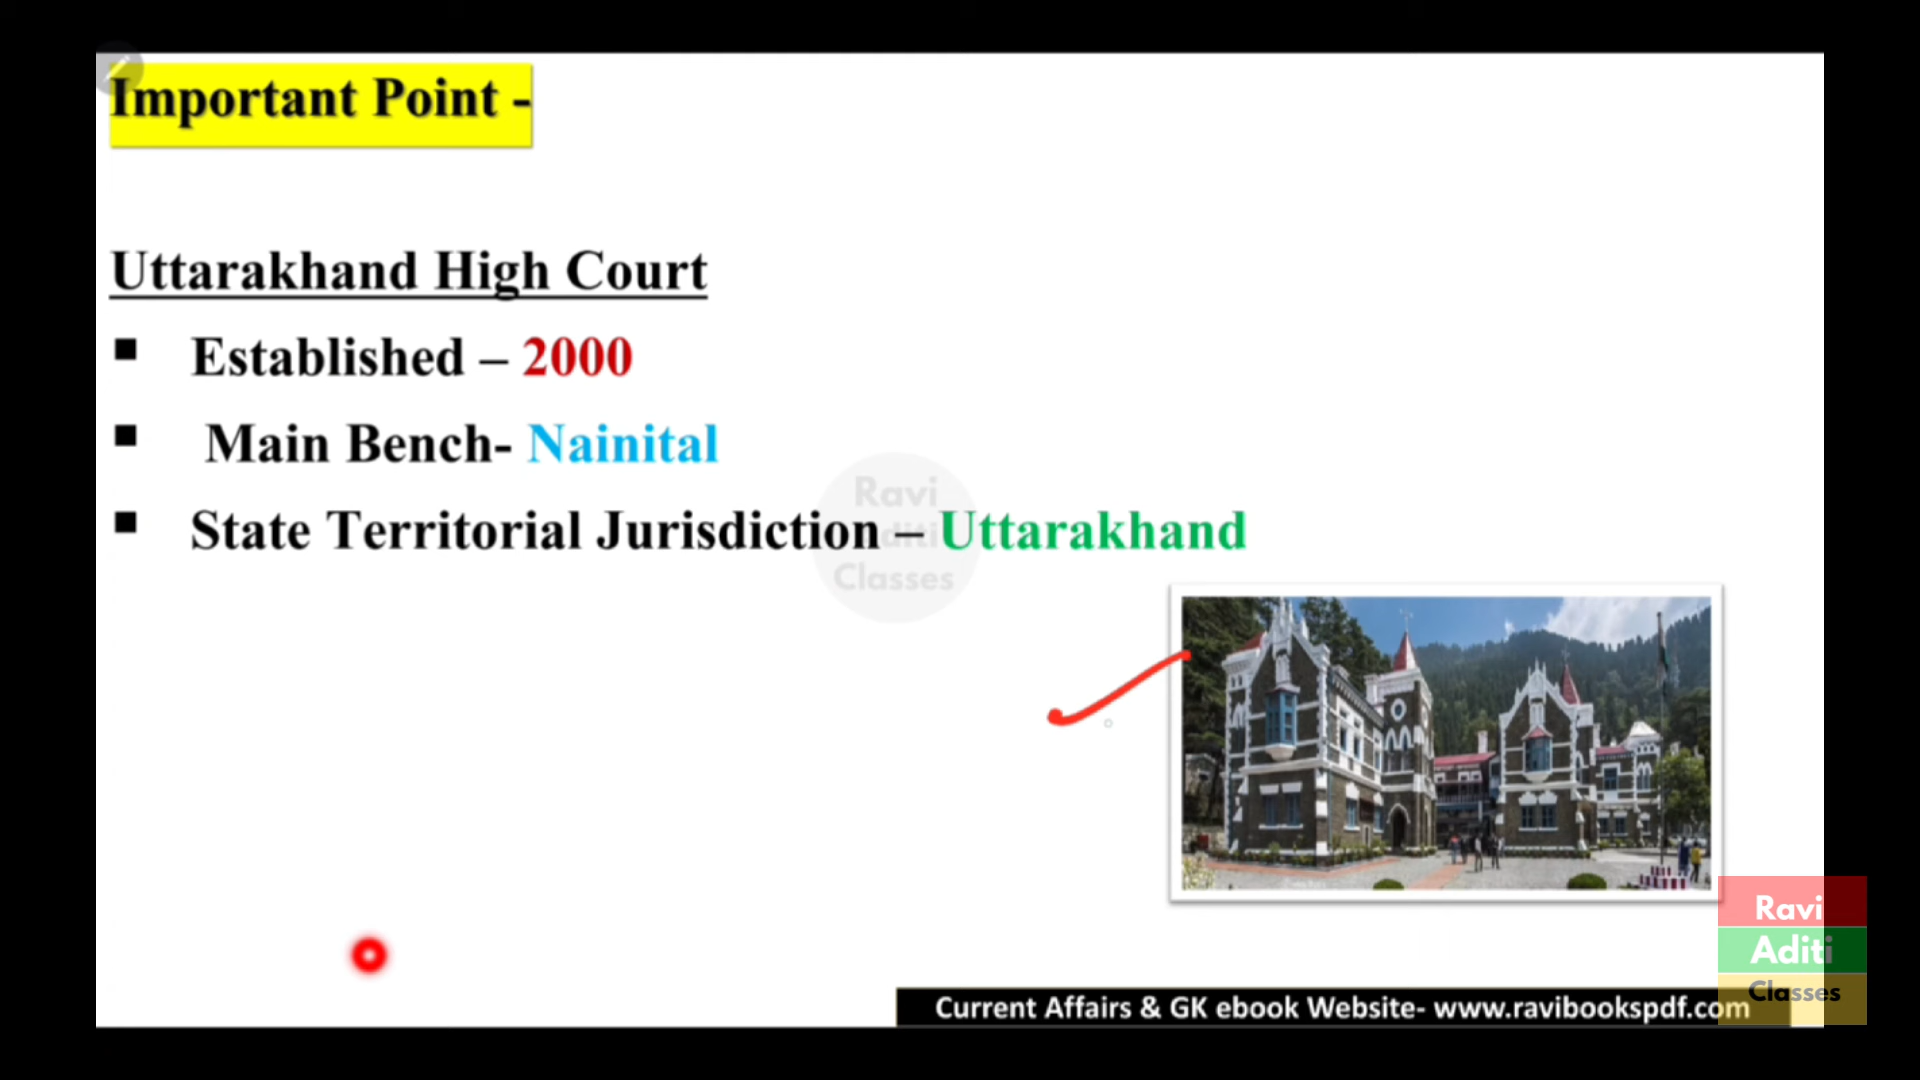 Important Point -
Uttarakhand High Court
▪ Established – 2000
▪ Main Bench- Nainital
▪ State Territorial Jurisdiction – Uttarakhand
Ravi
Aditi
Classes
Ravi
Aditi
Classes
Current Affairs & GK ebook Website- www.ravibookspdf.com